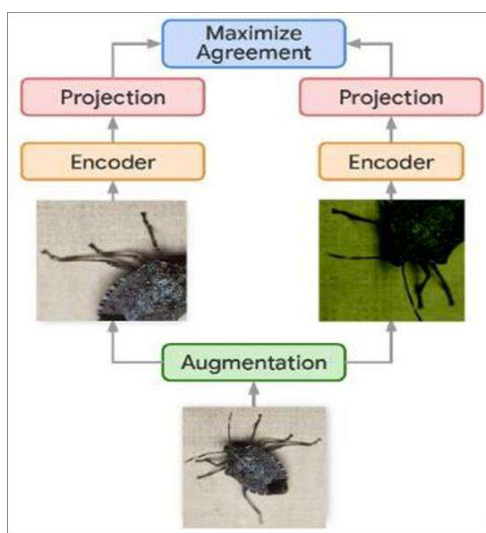 Maximize
Agreement
Projection
Projection
Encoder
Encoder
Augmentation